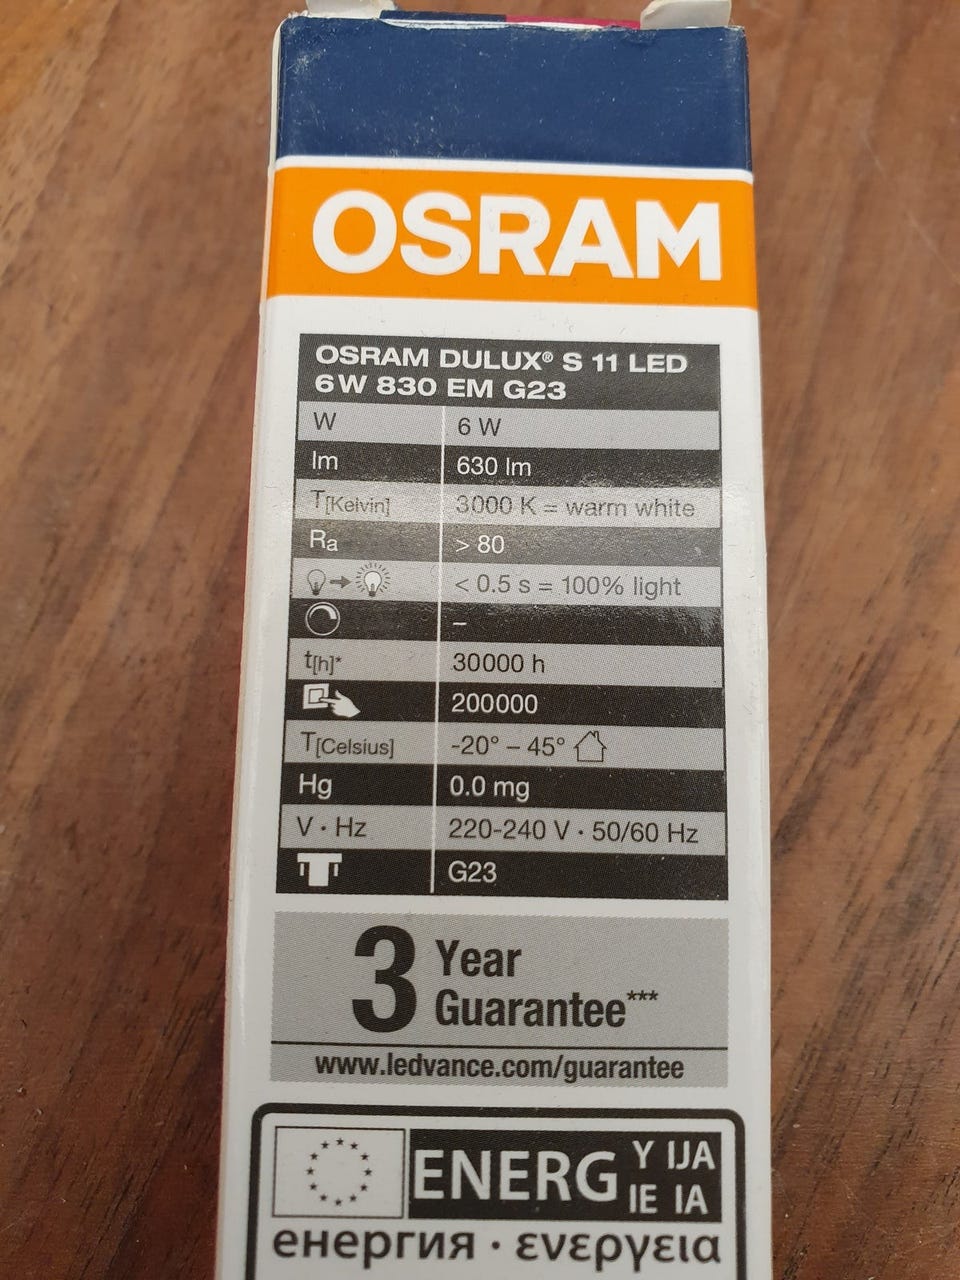 OSRAM
OSRAM DULUX® S 11 LED
6W 830 EM G23
W 6 W
lm 630 lm
T[Kelvin] 3000 K = warm white
Ra > 80
< 0.5 s = 100% light
–
t[h]* 30000 h
200000
T[Celsius] -20° – 45°
Hg 0.0 mg
V · Hz 220-240 V · 50/60 Hz
G23
3 Year
Guarantee***
www.ledvance.com/guarantee
ENERG Y IJA
IE IA
енергия · ενεργεια